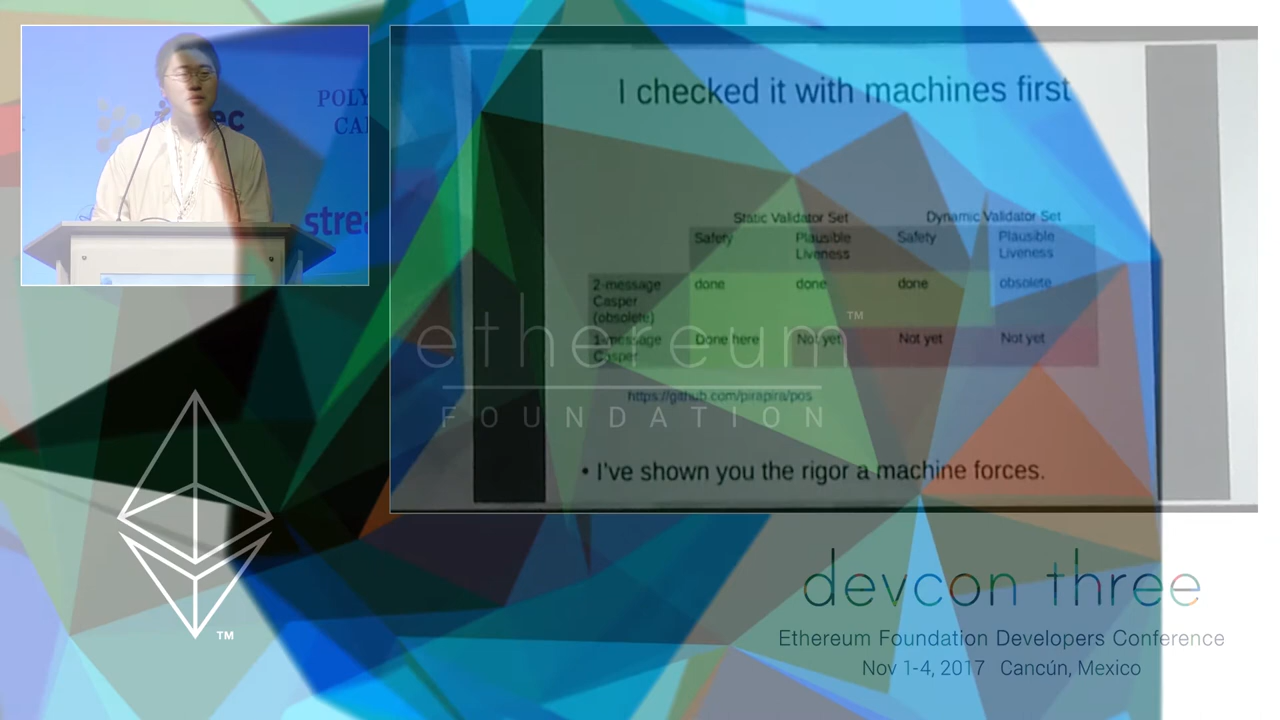 POLY
CA
ec
strea
I checked it with machines first
Static Validator Set
Dynamic Validator Set
Safety
Plausible
Liveness
Safety
Plausible
Liveness
2-message
Casper
(obsolete)
done
done
done
obsolete
1-message
Casper
Done here
Not yet
Not yet
Not yet
https://github.com/pirapira/pos
• I've shown you the rigor a machine forces.
ethereum™
FOUNDATION
TM
devcon three
Ethereum Foundation Developers Conference
Nov 1-4, 2017 Cancún, Mexico